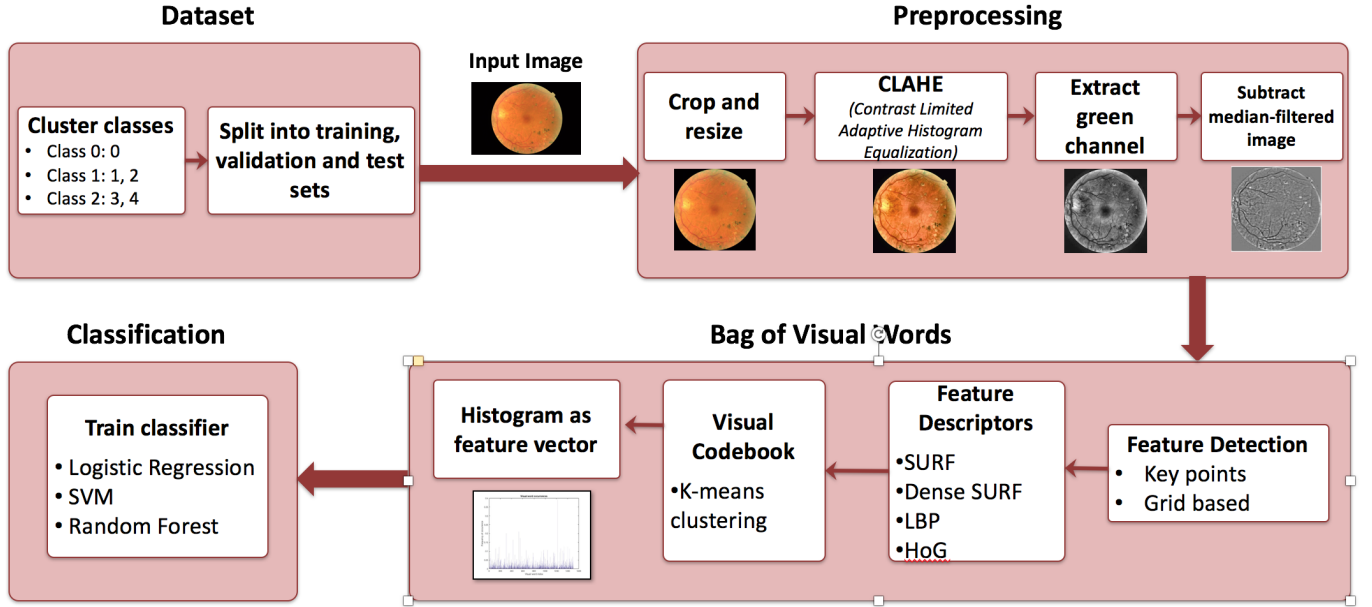 Dataset
Preprocessing
Input Image
Cluster classes
• Class 0: 0
• Class 1: 1, 2
• Class 2: 3, 4
Split into training,
validation and test
sets
Crop and
resize
CLAHE
(Contrast Limited
Adaptive Histogram
Equalization)
Extract
green
channel
Subtract
median-filtered
image
Classification
Bag of Visual Words
Train classifier
• Logistic Regression
• SVM
• Random Forest
Histogram as
feature vector
Visual
Codebook
•K-means
clustering
Feature
Descriptors
•SURF
•Dense SURF
•LBP
•HoG
Feature Detection
• Key points
• Grid based